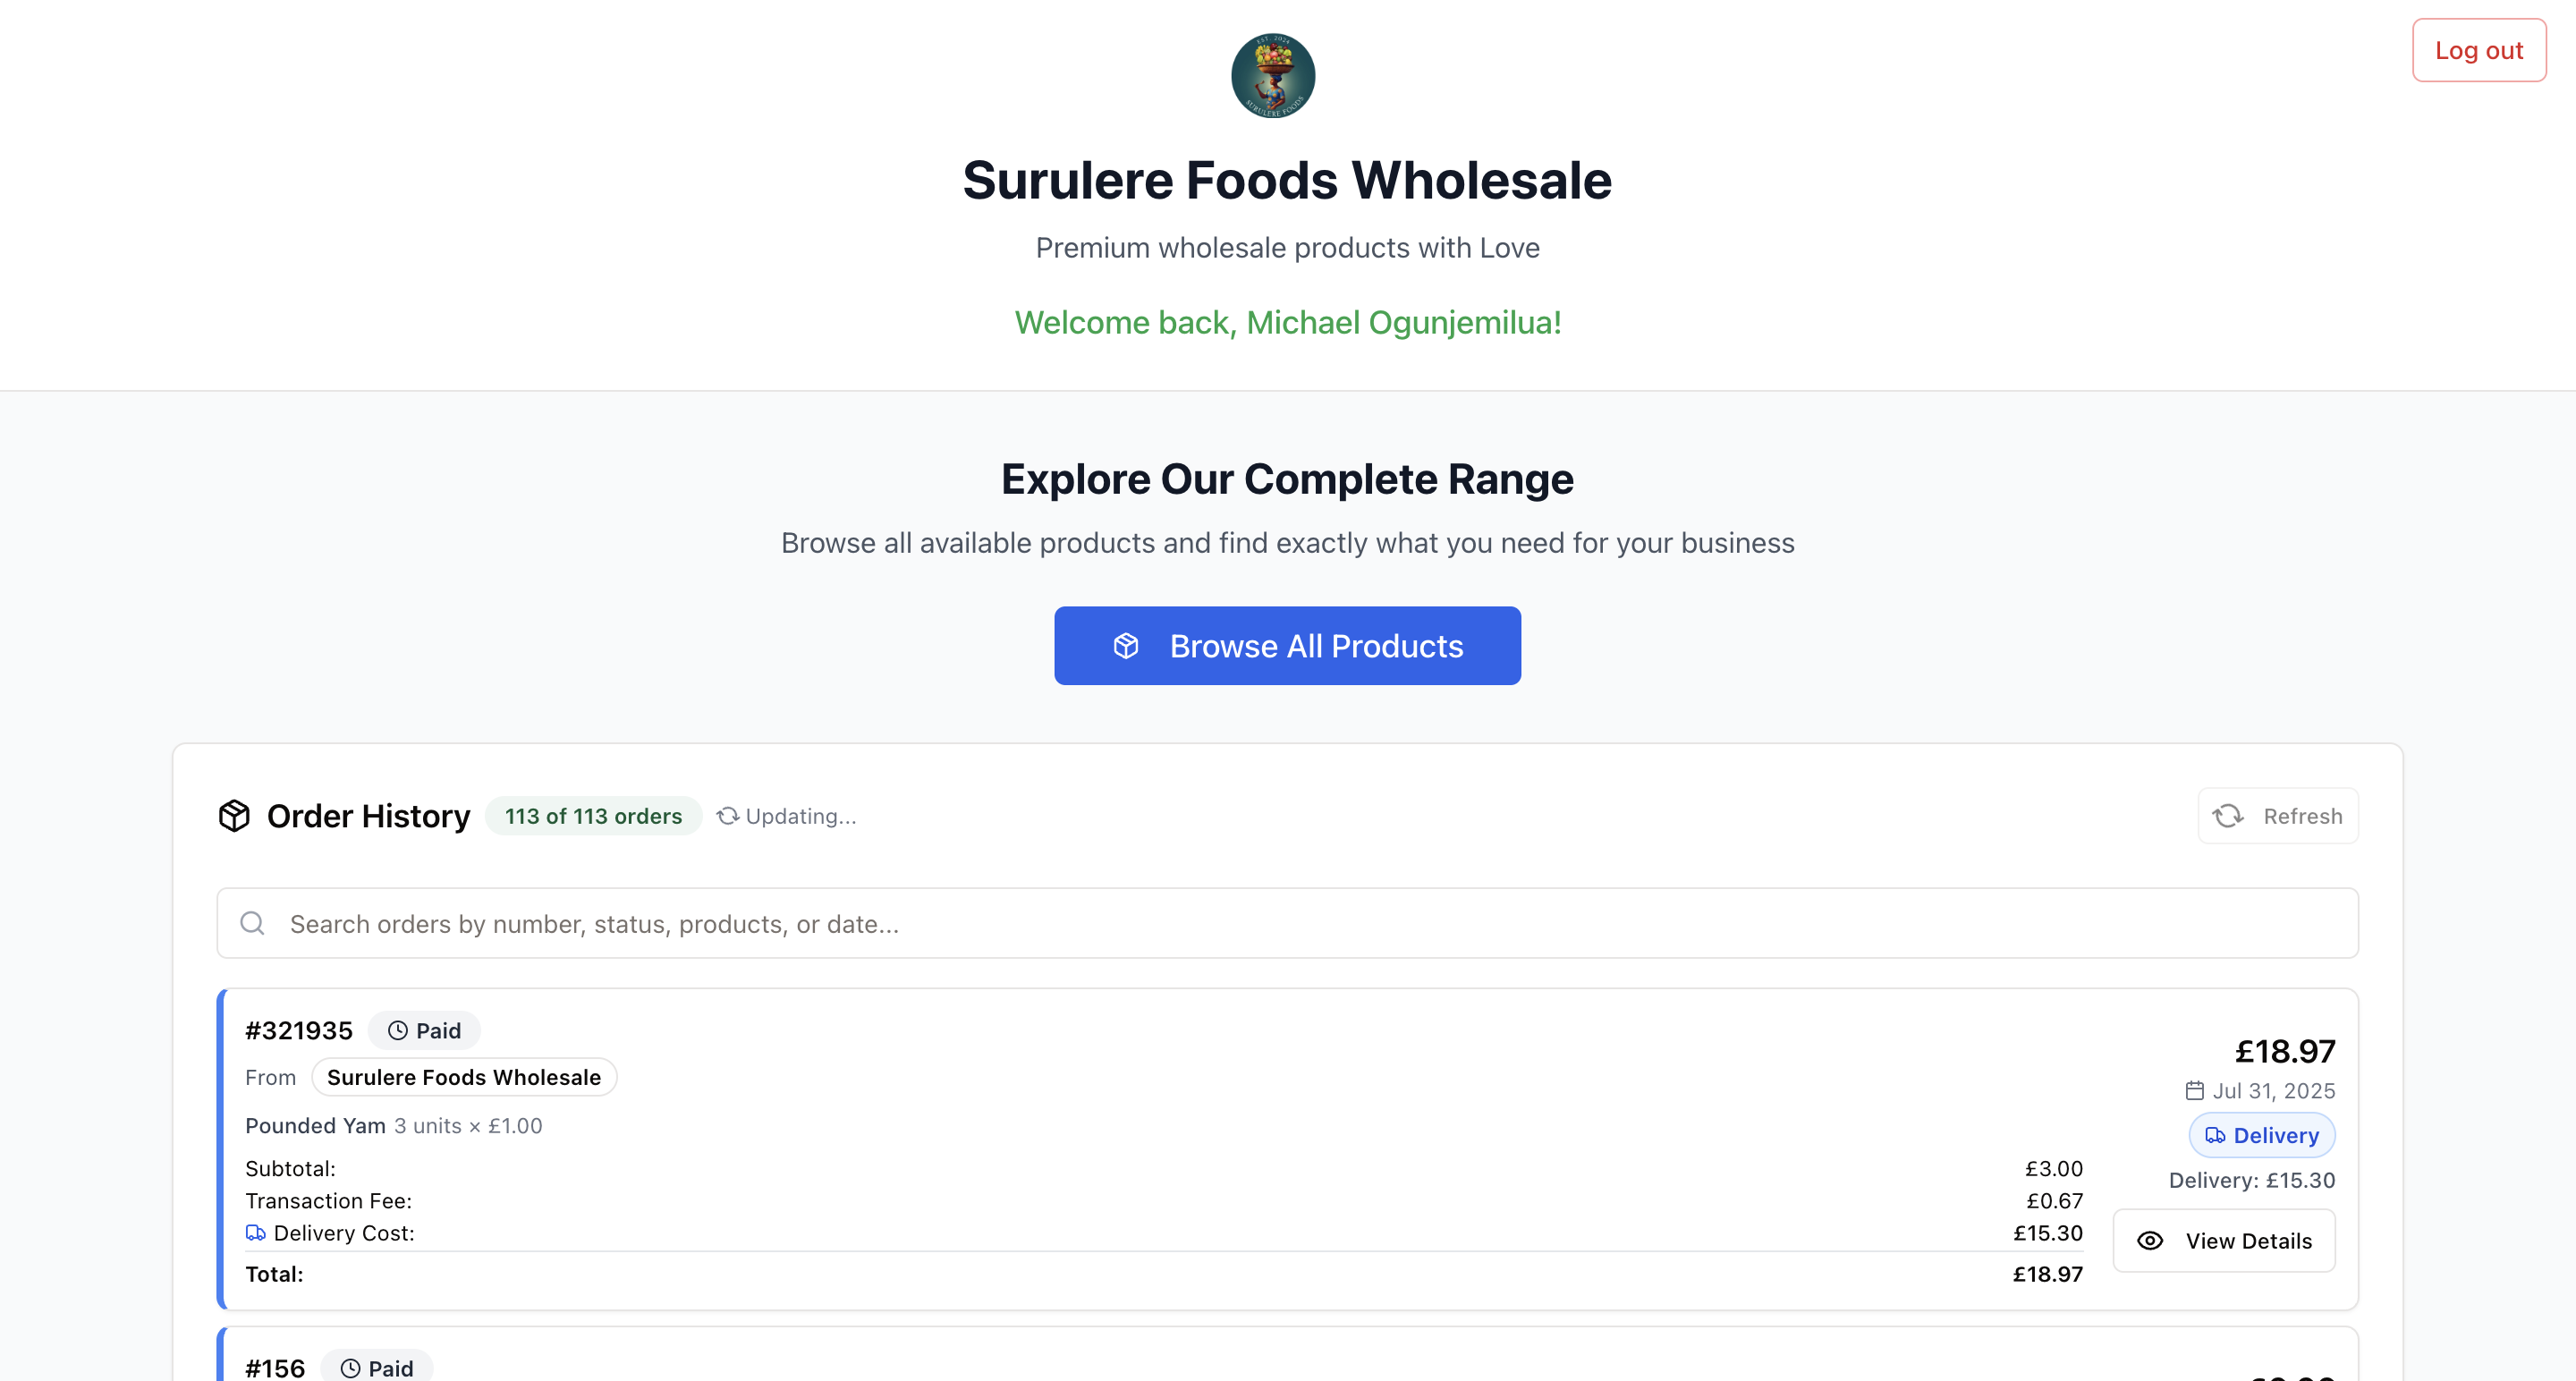 Log out
EST. 2024
SURULERE FOODS
Surulere Foods Wholesale
Premium wholesale products with Love
Welcome back, Michael Ogunjemilua!
Explore Our Complete Range
Browse all available products and find exactly what you need for your business
Browse All Products
Order History 113 of 113 orders Updating...
Refresh
Search orders by number, status, products, or date...
#321935 Paid
From Surulere Foods Wholesale
Pounded Yam 3 units × £1.00
Subtotal: £3.00
Transaction Fee: £0.67
Delivery Cost: £15.30
Total: £18.97
£18.97
Jul 31, 2025
Delivery
Delivery: £15.30
View Details
#156 Paid